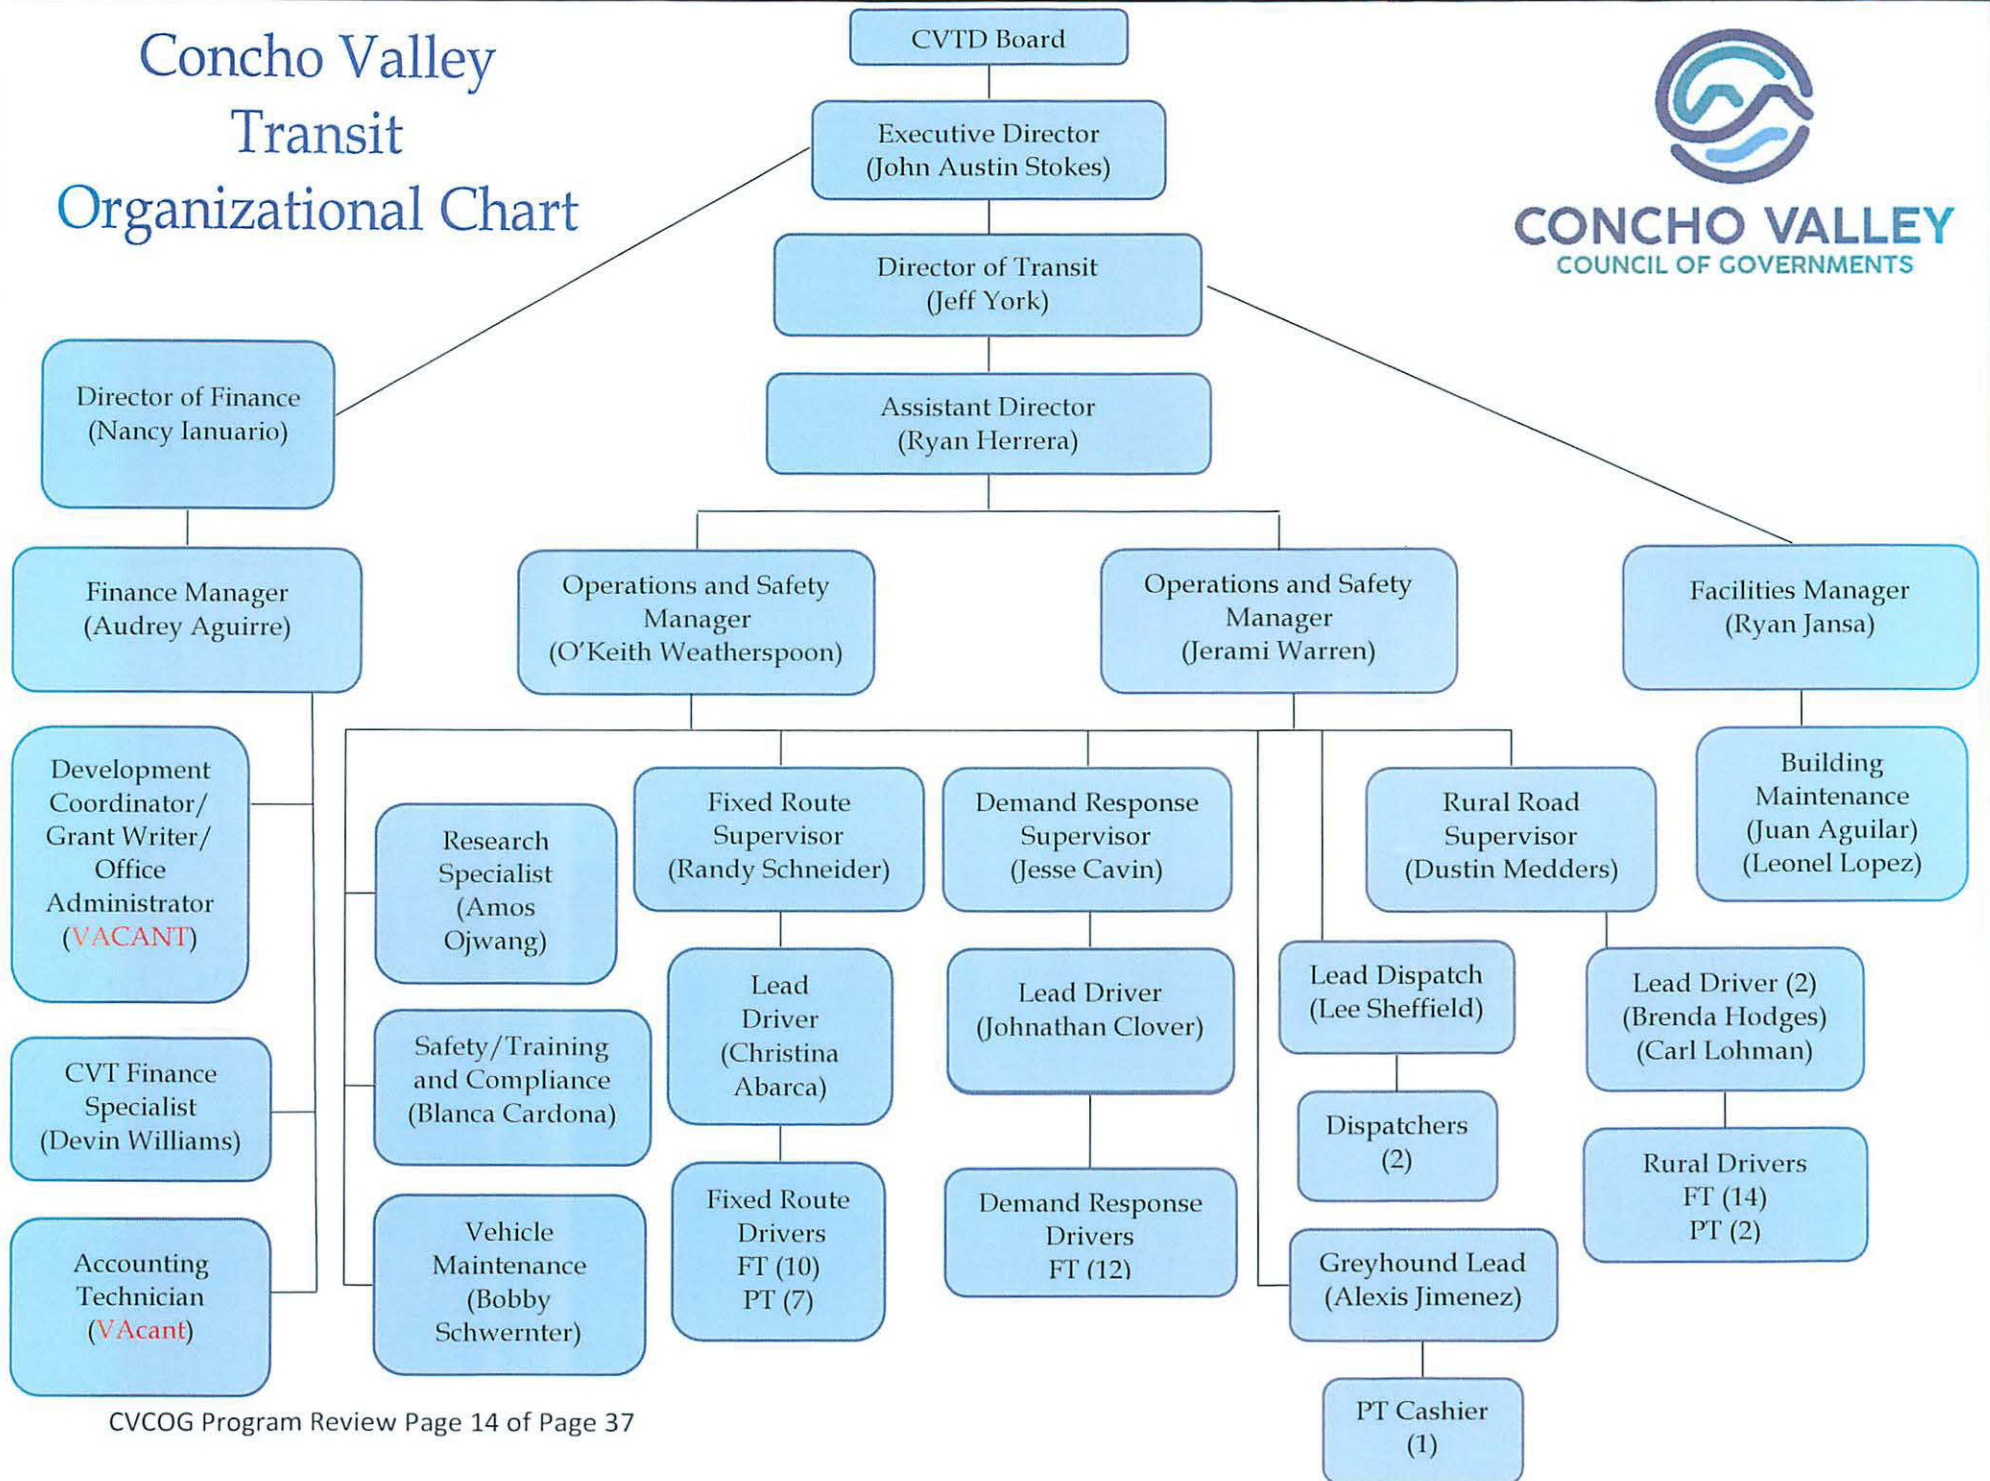 Concho Valley
Transit
Organizational Chart
CVTD Board
Executive Director
(John Austin Stokes)
CONCHO VALLEY
COUNCIL OF GOVERNMENTS
Director of Transit
(Jeff York)
Director of Finance
(Nancy Ianuario)
Assistant Director
(Ryan Herrera)
Finance Manager
(Audrey Aguirre)
Operations and Safety
Manager
(O'Keith Weatherspoon)
Operations and Safety
Manager
(Jerami Warren)
Facilities Manager
(Ryan Jansa)
Development
Coordinator/
Grant Writer/
Office
Administrator
(VACANT)
CVT Finance
Specialist
(Devin Williams)
Accounting
Technician
(VAcant)
Research
Specialist
(Amos
Ojwang)
Safety/Training
and Compliance
(Blanca Cardona)
Vehicle
Maintenance
(Bobby
Schwernter)
Fixed Route
Supervisor
(Randy Schneider)
Lead
Driver
(Christina
Abarca)
Fixed Route
Drivers
FT (10)
PT (7)
Demand Response
Supervisor
(Jesse Cavin)
Lead Driver
(Johnathan Clover)
Demand Response
Drivers
FT (12)
Lead Dispatch
(Lee Sheffield)
Dispatchers
(2)
Greyhound Lead
(Alexis Jimenez)
PT Cashier
(1)
Rural Road
Supervisor
(Dustin Medders)
Lead Driver (2)
(Brenda Hodges)
(Carl Lohman)
Rural Drivers
FT (14)
PT (2)
Building
Maintenance
(Juan Aguilar)
(Leonel Lopez)
CVCOG Program Review Page 14 of Page 37